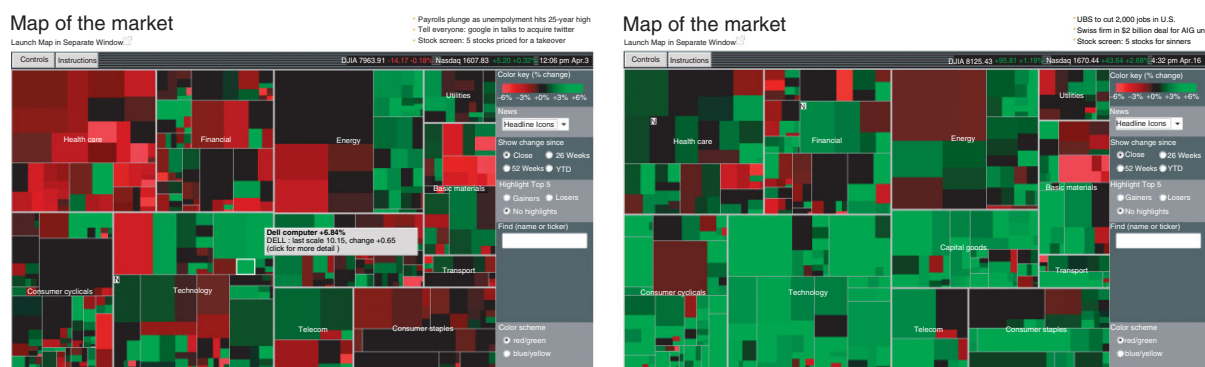 Map of the market
Payrolls plunge as unempolyment hits 25-year high
Tell everyone: google in talks to acquire twitter
Stock screen: 5 stocks priced for a takeover
Launch Map in Separate Window
Controls Instructions
DJIA 7963.91 -14.17 -0.18% Nasdaq 1607.83 +5.20 +0.32% 12:06 pm Apr.3
Color key (% change)
-6% -3% +0% +3% +6%
News
Headline Icons
Show change since
Close 26 Weeks
52 Weeks YTD
Highlight Top 5
Gainers Losers
No highlights
Find (name or ticker)
Color scheme
red/green
blue/yellow
Health care
Financial
Energy
Utilities
Basic materials
Dell computer +6.84%
DELL : last scale 10.15, change +0.65
(click for more detail )
Transport
N
Consumer cyclicals
Technology
Telecom
Consumer staples
Map of the market
UBS to cut 2,000 jobs in U.S.
Swiss firm in $2 billion deal for AIG un
Stock screen: 5 stocks for sinners
Launch Map in Separate Window
Controls Instructions
DJIA 8125.43 +95.81 +1.19% Nasdaq 1670.44 +43.64 +2.68% 4:32 pm Apr.16
Color key (% change)
-6% -3% +0% +3% +6%
News
Headline Icons
Show change since
Close 26 Weeks
52 Weeks YTD
Highlight Top 5
Gainers Losers
No highlights
Find (name or ticker)
Color scheme
red/green
blue/yellow
N
N
Health care
Financial
Energy
Utilities
Basic materials
Capital goods
Transport
Consumer cyclicals
Technology
Telecom
Consumer staples